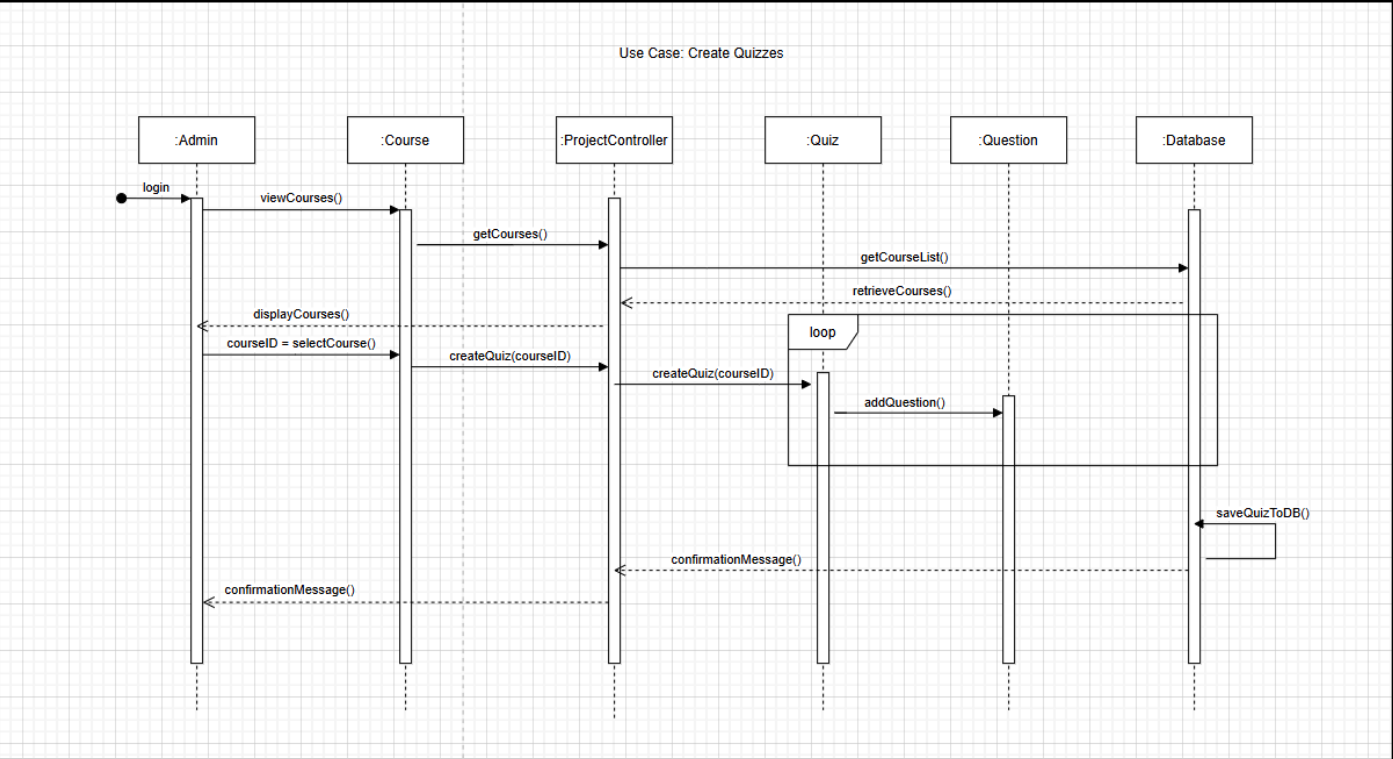 Use Case: Create Quizzes
:Admin
:Course
:ProjectController
:Quiz
:Question
:Database
login
viewCourses()
getCourses()
getCourseList()
retrieveCourses()
displayCourses()
loop
courseID = selectCourse()
createQuiz(courseID)
createQuiz(courseID)
addQuestion()
saveQuizToDB()
confirmationMessage()
confirmationMessage()